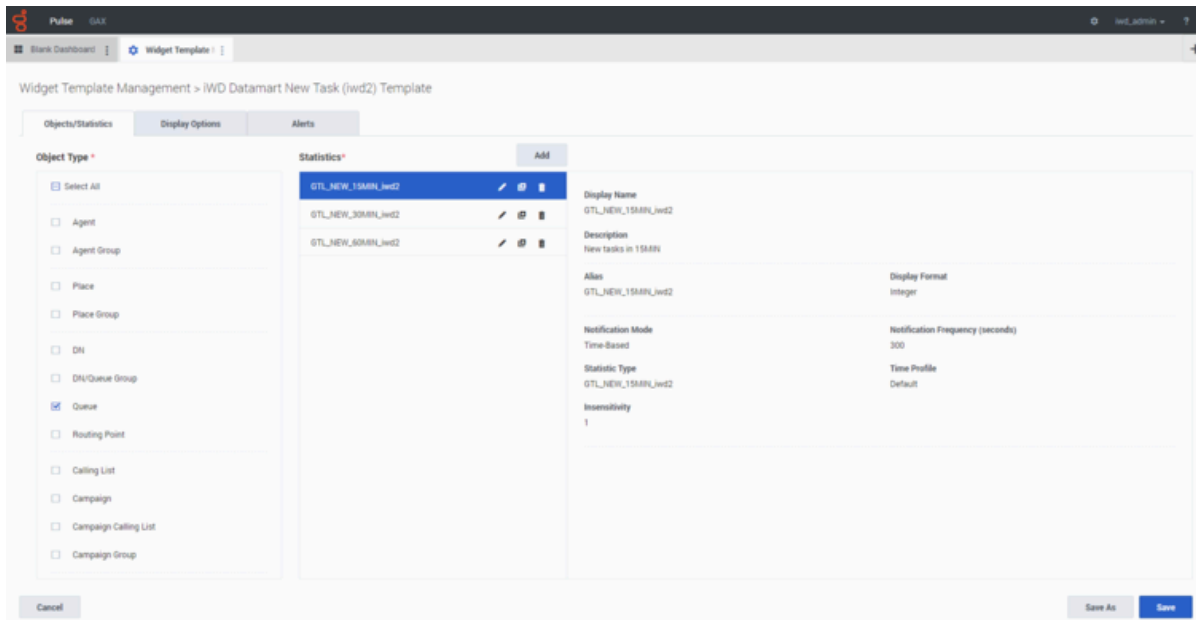 Pulse GAX iwd_admin ?
Blank Dashboard Widget Template
Widget Template Management > iWD Datamart New Task (iwd2) Template
Objects/Statistics Display Options Alerts
Object Type *
Select All
Agent
Agent Group
Place
Place Group
DN
DN/Queue Group
Queue
Routing Point
Calling List
Campaign
Campaign Calling List
Campaign Group
Statistics* Add
GTL_NEW_15MIN_iwd2
GTL_NEW_30MIN_iwd2
GTL_NEW_60MIN_iwd2
Display Name
GTL_NEW_15MIN_iwd2
Description
New tasks in 15MIN
Alias Display Format
GTL_NEW_15MIN_iwd2 Integer
Notification Mode Notification Frequency (seconds)
Time-Based 300
Statistic Type Time Profile
GTL_NEW_15MIN_iwd2 Default
Insensitivity
1
Cancel Save As Save